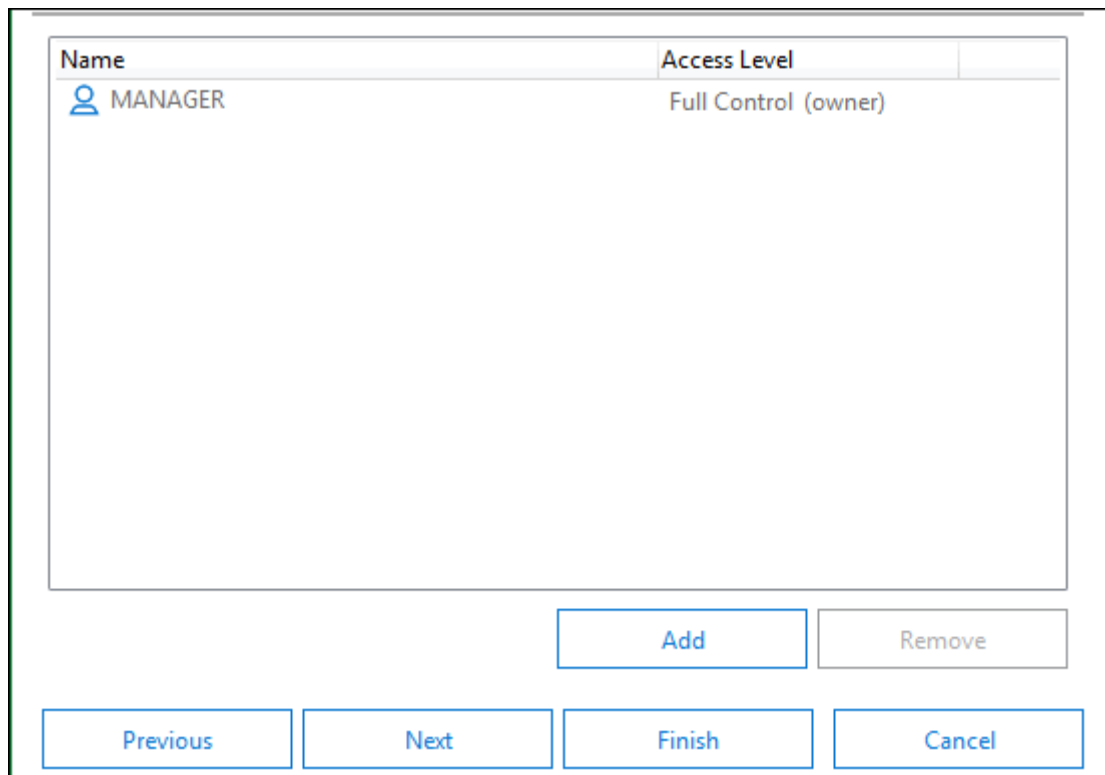 Name Access Level
MANAGER Full Control (owner)
Add Remove
Previous Next Finish Cancel